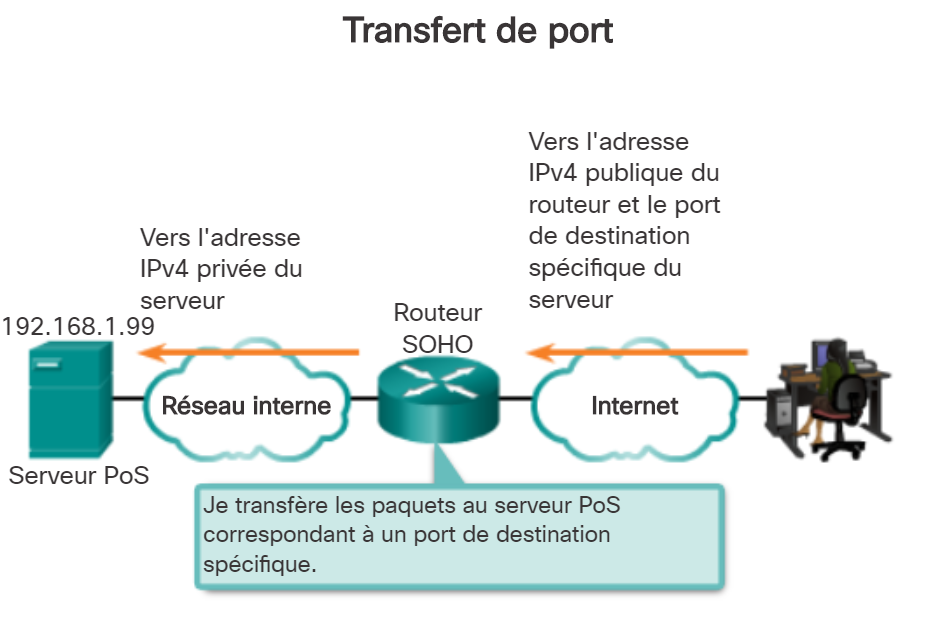 Transfert de port
Vers l'adresse
IPv4 publique du
routeur et le port
de destination
spécifique du
serveur
Vers l'adresse
IPv4 privée du
serveur
192.168.1.99
Routeur
SOHO
Réseau interne
Internet
Serveur PoS
Je transfère les paquets au serveur PoS
correspondant à un port de destination
spécifique.